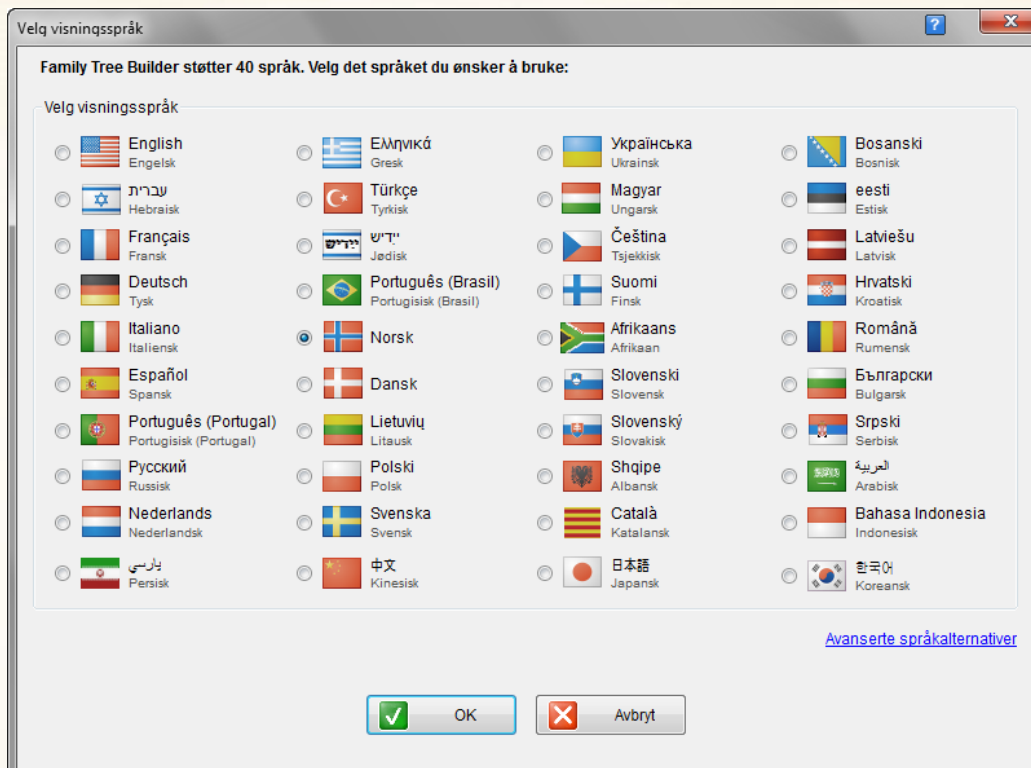 Velg visningsspråk
Family Tree Builder støtter 40 språk. Velg det språket du ønsker å bruke:
Velg visningsspråk
English
Engelsk
עברית
Hebraisk
Français
Fransk
Deutsch
Tysk
Italiano
Italiensk
Español
Spansk
Português (Portugal)
Portugisisk (Portugal)
Русский
Russisk
Nederlands
Nederlandsk
پارسي
Persisk
Ελληνικά
Gresk
Türkçe
Tyrkisk
ייִדיש
ייִדיש
Jødisk
Português (Brasil)
Portugisisk (Brasil)
Norsk
Dansk
Lietuvių
Litausk
Polski
Polsk
Svenska
Svensk
中文
Kinesisk
Українська
Ukrainsk
Magyar
Ungarsk
Čeština
Tsjekkisk
Suomi
Finsk
Afrikaans
Afrikaan
Slovenski
Slovensk
Slovenský
Slovakisk
Shqipe
Albansk
Català
Katalansk
日本語
Japansk
Bosanski
Bosnisk
eesti
Estisk
Latviešu
Latvisk
Hrvatski
Kroatisk
Română
Rumensk
Български
Bulgarsk
Srpski
Serbisk
العربية
Arabisk
Bahasa Indonesia
Indonesisk
한국어
Koreansk
Avanserte språkalternativer
OK
Avbryt